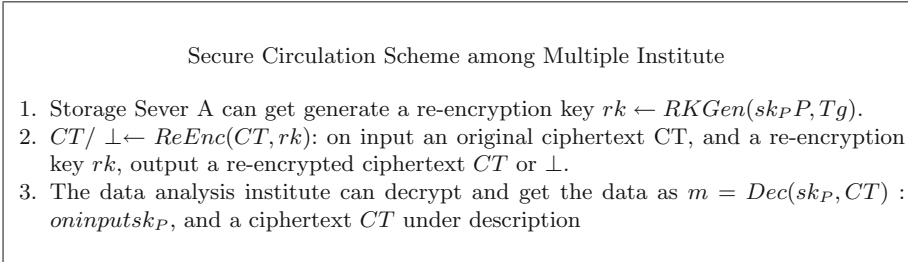 Secure Circulation Scheme among Multiple Institute
1. Storage Sever A can get generate a re-encryption key rk ← RKGen(sk_P P, Tg).
2. CT/ ⊥← ReEnc(CT, rk): on input an original ciphertext CT, and a re-encryption
key rk, output a re-encrypted ciphertext CT or ⊥.
3. The data analysis institute can decrypt and get the data as m = Dec(sk_P, CT) :
oninputsk_P, and a ciphertext CT under description